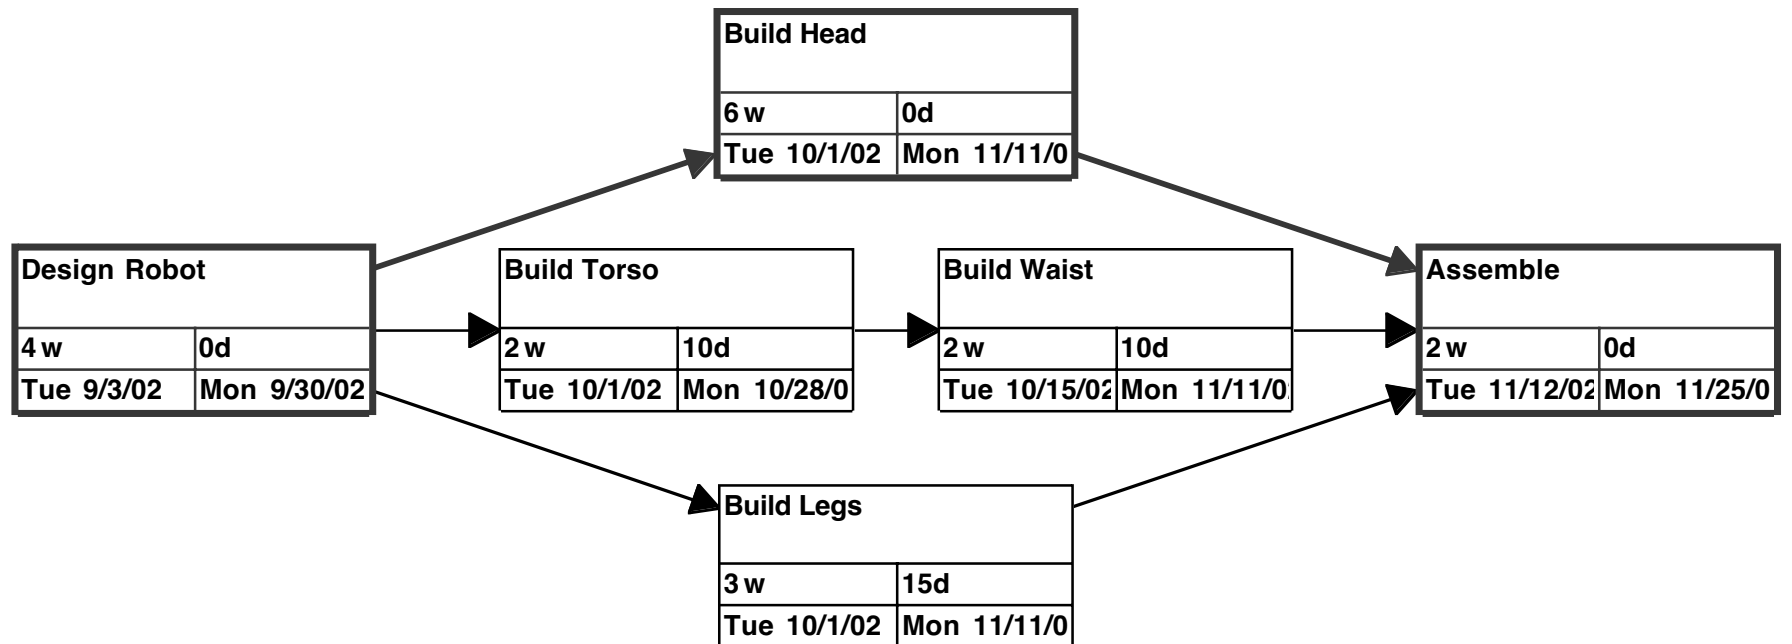 Build Head
6 w 0d
Tue 10/1/02 Mon 11/11/0
Design Robot
4 w 0d
Tue 9/3/02 Mon 9/30/02
Build Torso
2 w 10d
Tue 10/1/02 Mon 10/28/0
Build Waist
2 w 10d
Tue 10/15/02 Mon 11/11/0
Assemble
2 w 0d
Tue 11/12/02 Mon 11/25/0
Build Legs
3 w 15d
Tue 10/1/02 Mon 11/11/0